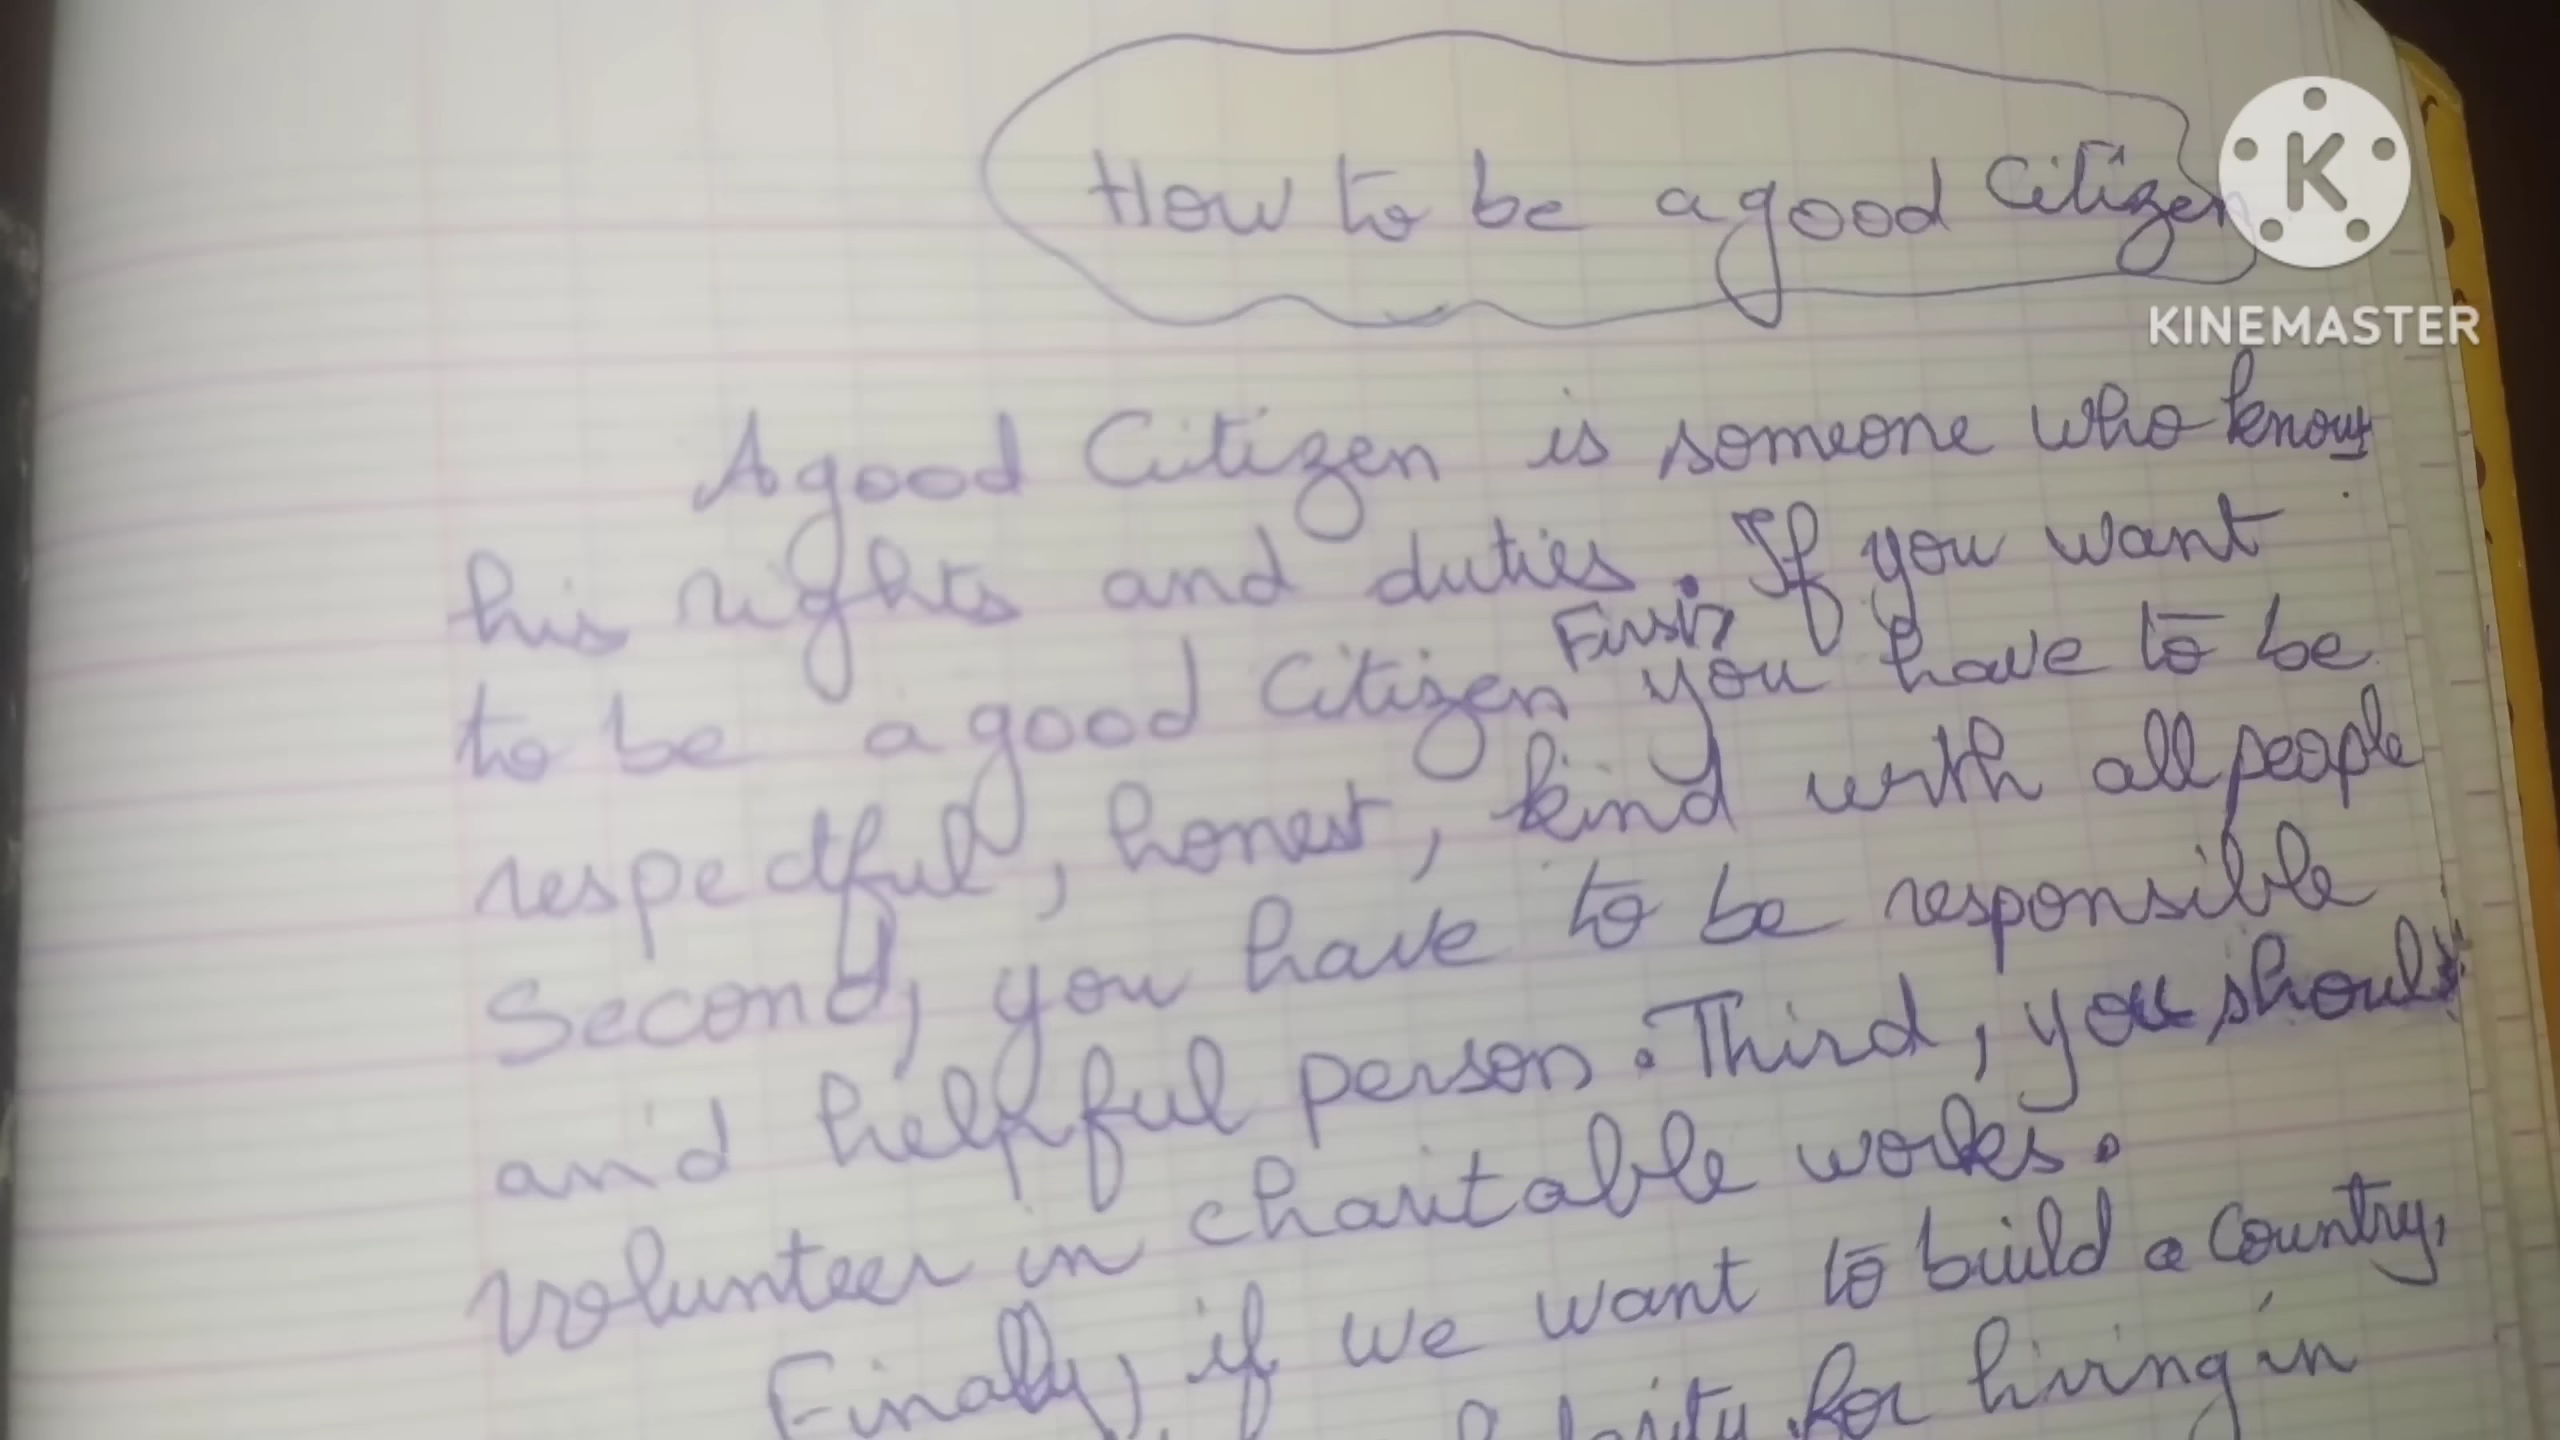 How to be a good Citizen
K
KINEMASTER
A good Citizen is someone who knows
his rights and duties. If you want
First,
to be a good Citizen you have to be
respectful, honest, kind with all people
Second, you have to be responsible
and helpful person. Third, you should
volunteer in charitable works.
Finally, if we want to build a country,
for living in